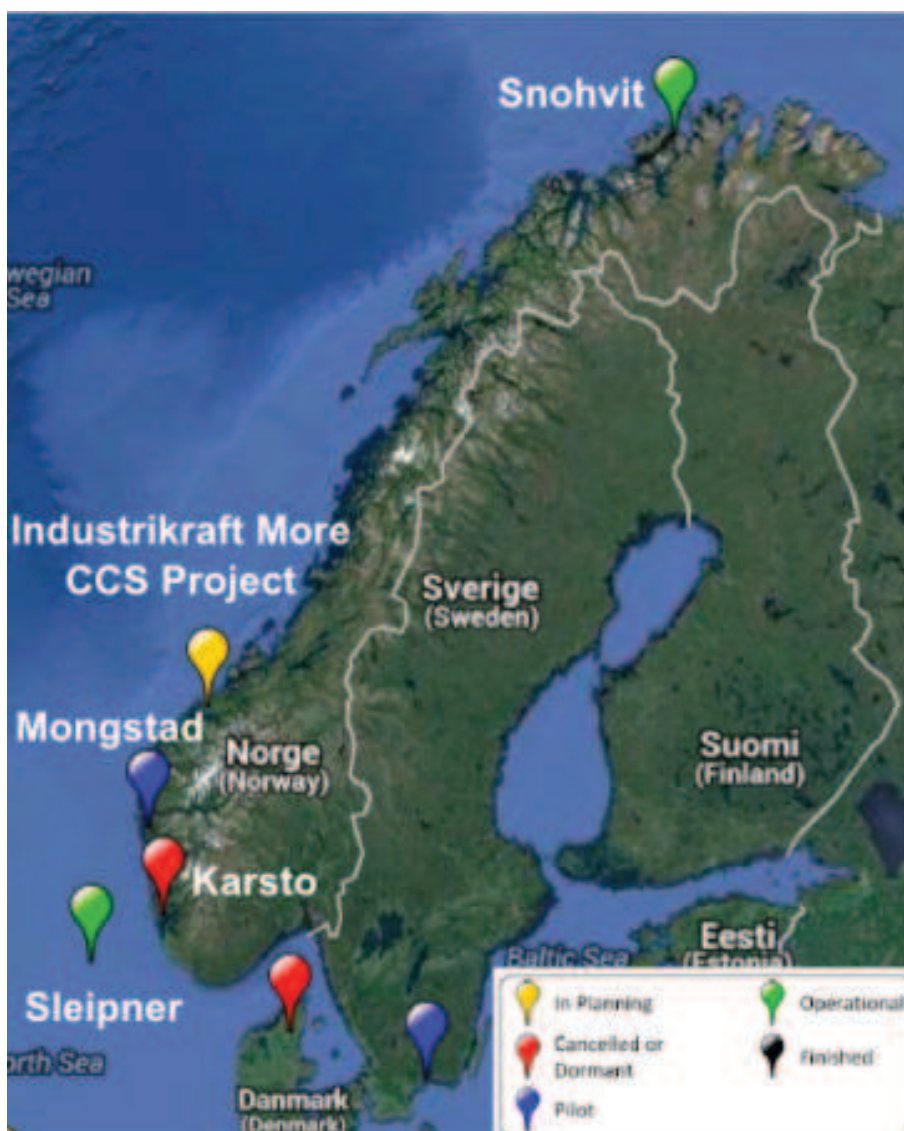 Snohvit
wegian
Sea
Industrikraft More
CCS Project
Sverige
(Sweden)
Mongstad
Norge
(Norway)
Suomi
(Finland)
Karsto
Eesti
(Estonia)
Baltic Sea
Sleipner
orth Sea
Danmark
(Denmark)
In Planning
Operational
Cancelled or
Dormant
Finished
Pilot